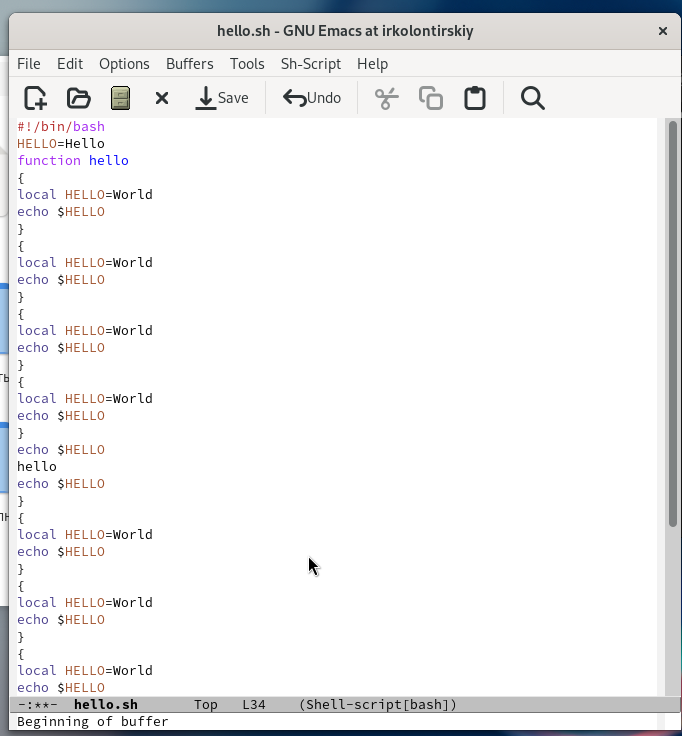 hello.sh - GNU Emacs at irkolontirskiy
File Edit Options Buffers Tools Sh-Script Help
Save Undo
#!/bin/bash
HELLO=Hello
function hello
{
local HELLO=World
echo $HELLO
}
{
local HELLO=World
echo $HELLO
}
{
local HELLO=World
echo $HELLO
}
{
local HELLO=World
echo $HELLO
}
echo $HELLO
hello
echo $HELLO
}
{
local HELLO=World
echo $HELLO
}
{
local HELLO=World
echo $HELLO
}
{
local HELLO=World
echo $HELLO
-:**- hello.sh Top L34 (Shell-script[bash])
Beginning of buffer